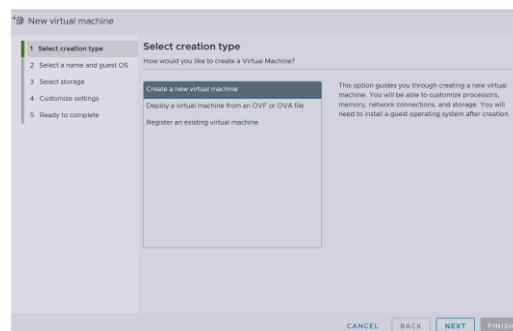 New virtual machine
1 Select creation type
2 Select a name and guest OS
3 Select storage
4 Customize settings
5 Ready to complete
Select creation type
How would you like to create a Virtual Machine?
Create a new virtual machine
Deploy a virtual machine from an OVF or OVA file
Register an existing virtual machine
This option guides you through creating a new virtual
machine. You will be able to customize processors,
memory, network connections, and storage. You will
need to install a guest operating system after creation.
CANCEL BACK NEXT FINISH